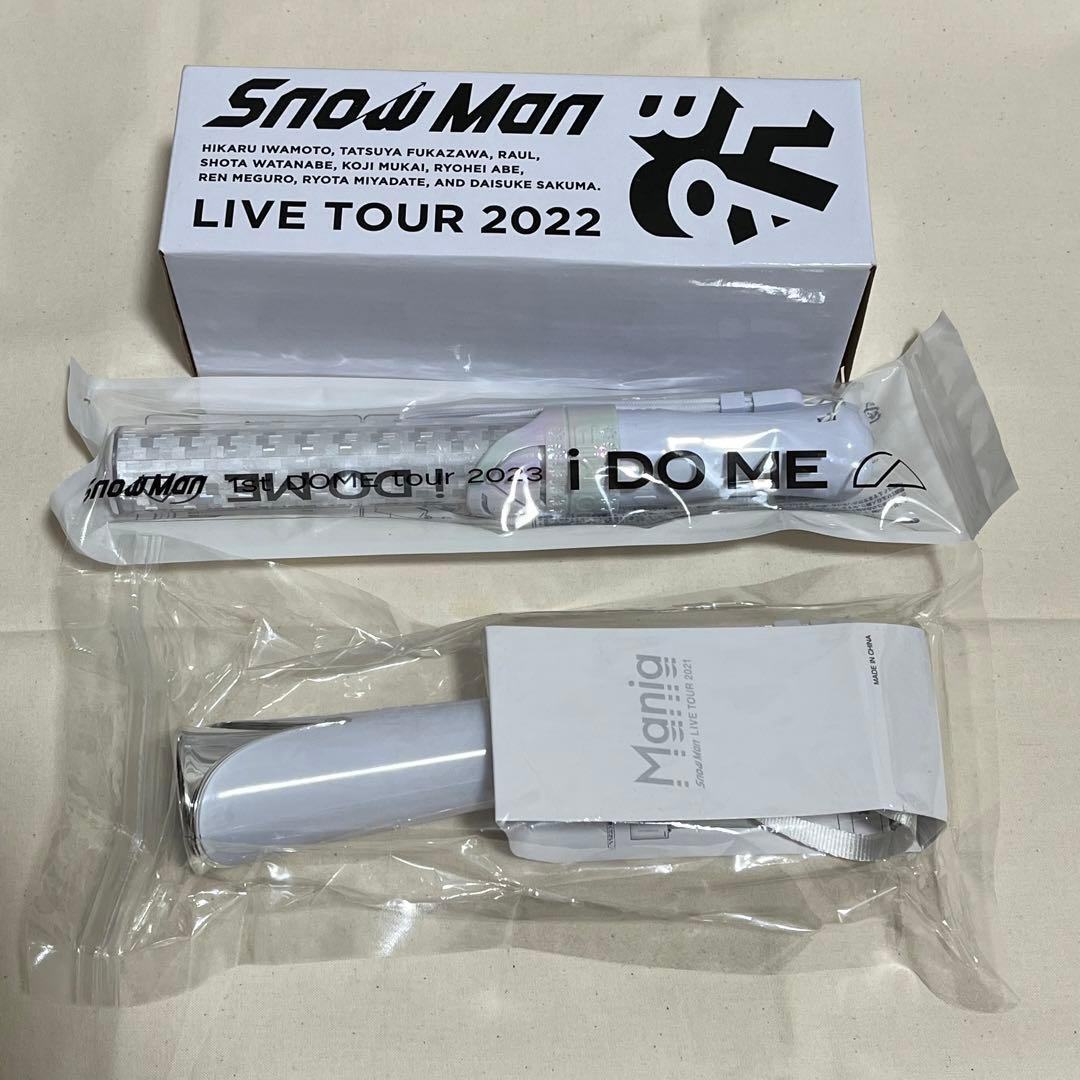 Snow Man
HIKARU IWAMOTO, TATSUYA FUKAZAWA, RAUL,
SHOTA WATANABE, KOJI MUKAI, RYOHEI ABE,
REN MEGURO, RYOTA MIYADATE, AND DAISUKE SAKUMA.
LIVE TOUR 2022
Snow Man 1st DOME tour 2023 i DO ME
i DO ME
Mania
Snow Man LIVE TOUR 2021
MADE IN CHINA